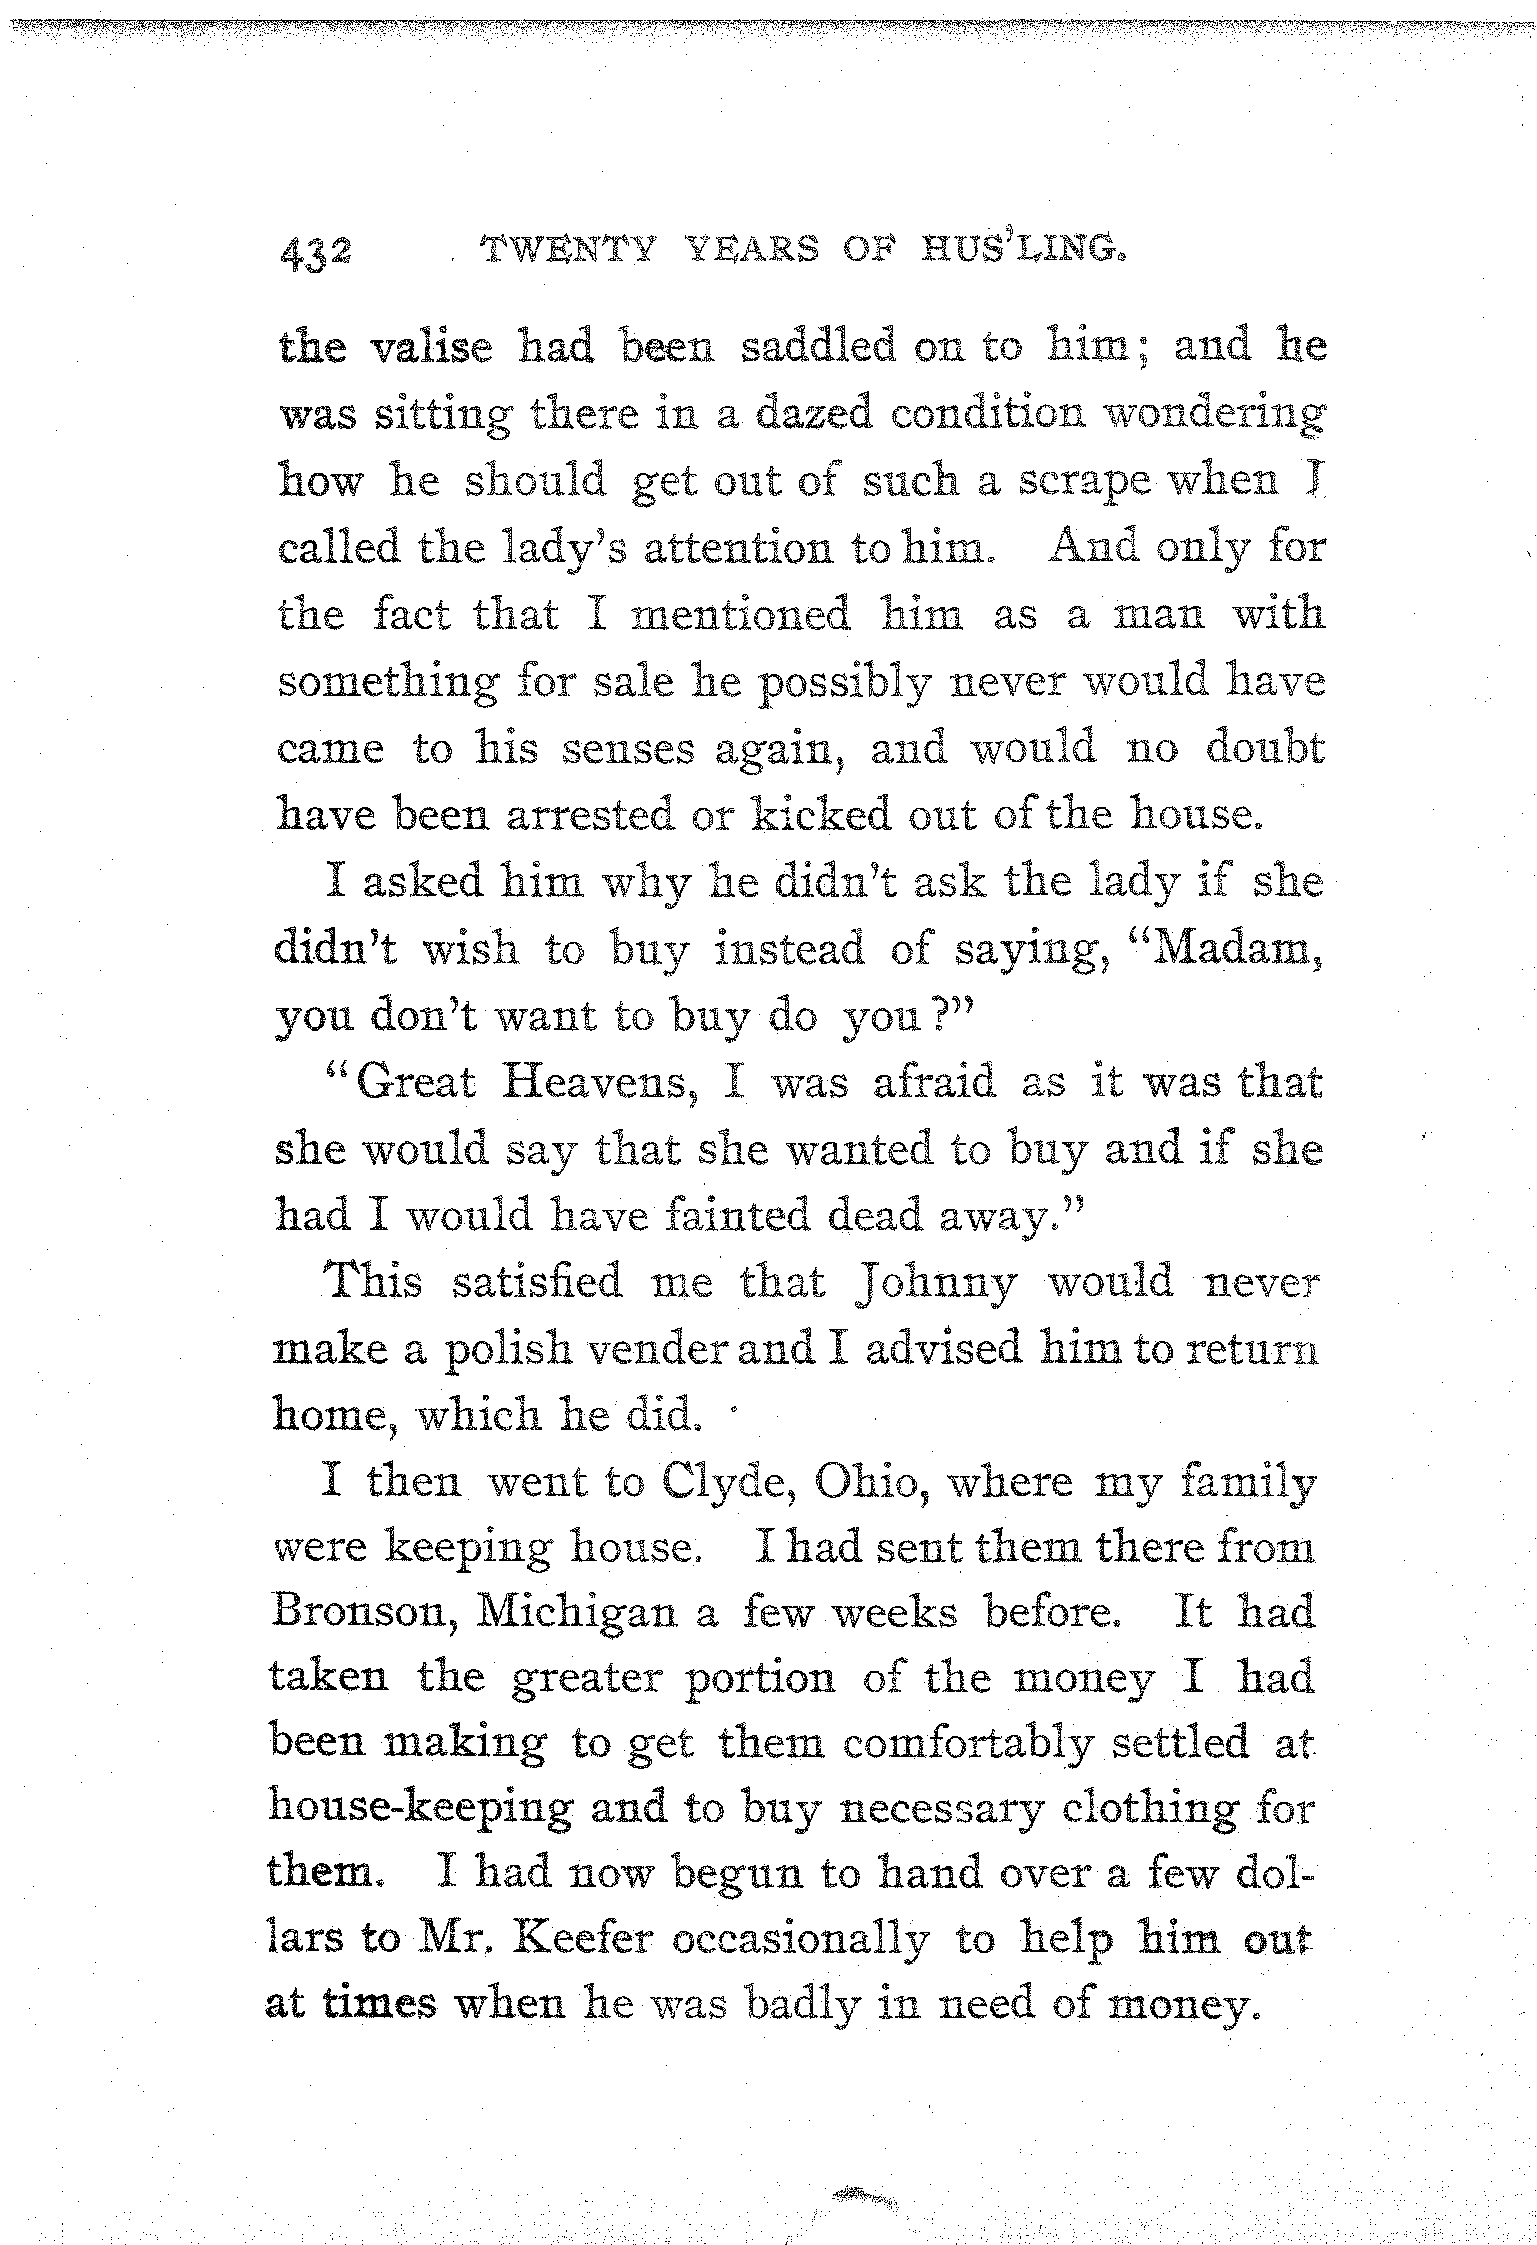 432 TWENTY YEARS OF HUS'LING.
the valise had been saddled on to him; and he
was sitting there in a dazed condition wondering
how he should get out of such a scrape when I
called the lady's attention to him. And only for
the fact that I mentioned him as a man with
something for sale he possibly never would have
came to his senses again, and would no doubt
have been arrested or kicked out of the house.
I asked him why he didn't ask the lady if she
didn't wish to buy instead of saying, "Madam,
you don't want to buy do you?"
"Great Heavens, I was afraid as it was that
she would say that she wanted to buy and if she
had I would have fainted dead away."
This satisfied me that Johnny would never
make a polish vender and I advised him to return
home, which he did.
I then went to Clyde, Ohio, where my family
were keeping house. I had sent them there from
Bronson, Michigan a few weeks before. It had
taken the greater portion of the money I had
been making to get them comfortably settled at
house-keeping and to buy necessary clothing for
them. I had now begun to hand over a few dol-
lars to Mr. Keefer occasionally to help him out
at times when he was badly in need of money.